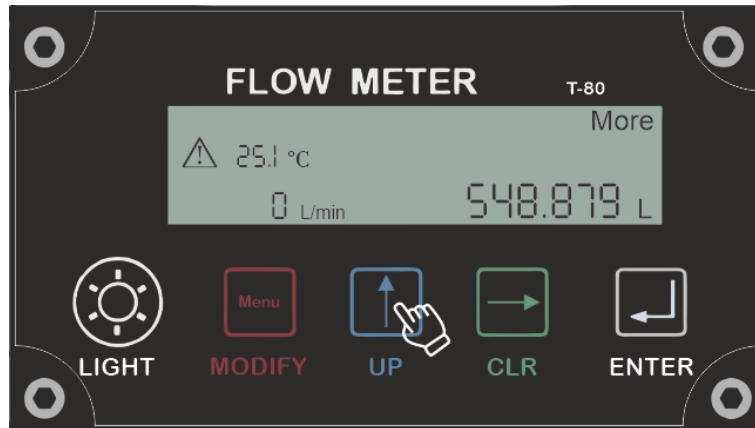 FLOW METER T-80
More
25.1 °C
0 L/min 548.879 L
Menu
LIGHT MODIFY UP CLR ENTER